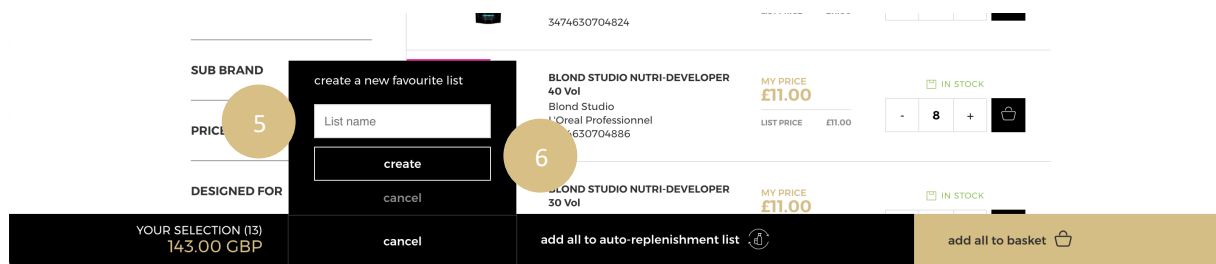 3474630704824
SUB BRAND
PRICE
DESIGNED FOR
create a new favourite list
List name
create
cancel
5
6
BLOND STUDIO NUTRI-DEVELOPER
40 Vol
Blond Studio
L'Oreal Professionnel
4630704886
MY PRICE
£11.00
LIST PRICE £11.00
IN STOCK
- 8 +
BLOND STUDIO NUTRI-DEVELOPER
30 Vol
MY PRICE
£11.00
IN STOCK
YOUR SELECTION (13)
143.00 GBP
cancel
add all to auto-replenishment list
add all to basket